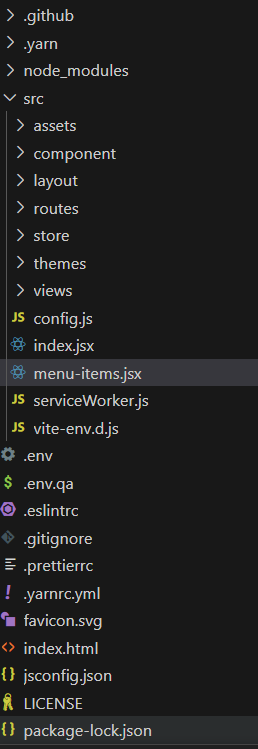 .github
.yarn
node_modules
src
assets
component
layout
routes
store
themes
views
JS config.js
index.jsx
menu-items.jsx
JS serviceWorker.js
JS vite-env.d.js
.env
$ .env.qa
.eslintrc
.gitignore
.prettierrc
! .yarnrc.yml
favicon.svg
<> index.html
{} jsconfig.json
LICENSE
{} package-lock.json